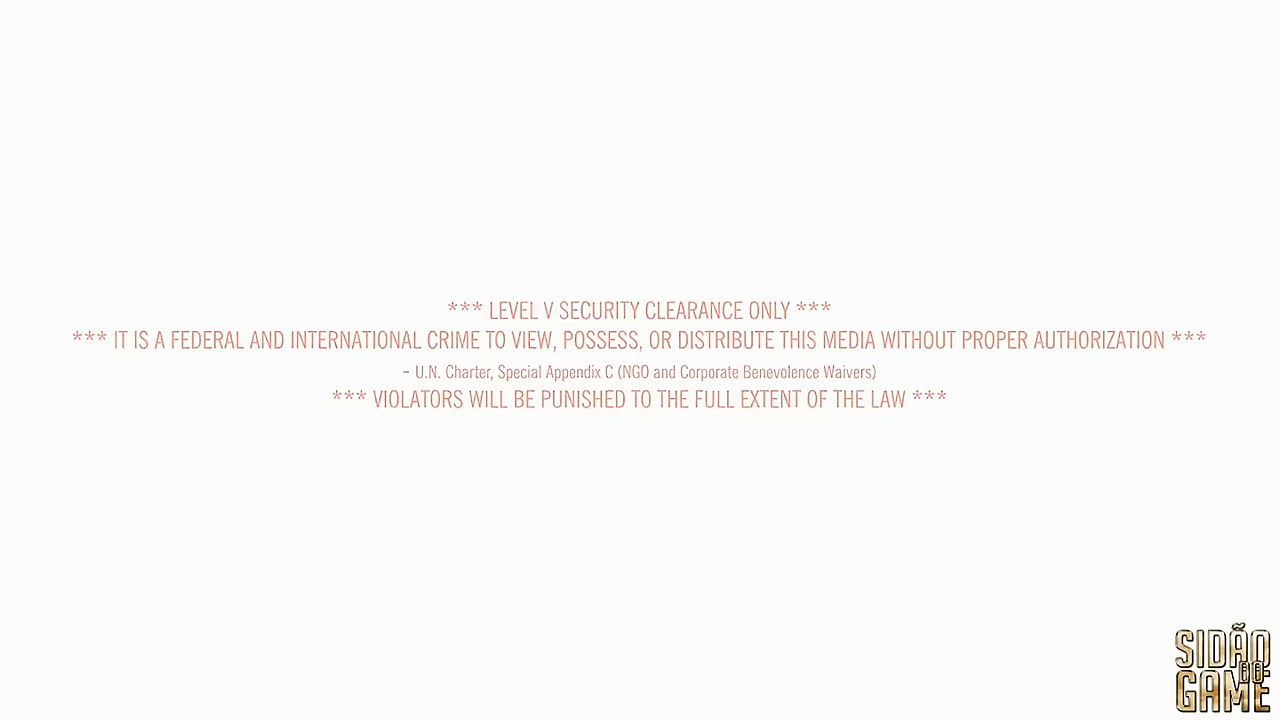 *** LEVEL V SECURITY CLEARANCE ONLY ***
*** IT IS A FEDERAL AND INTERNATIONAL CRIME TO VIEW, POSSESS, OR DISTRIBUTE THIS MEDIA WITHOUT PROPER AUTHORIZATION ***
– U.N. Charter, Special Appendix C (NGO and Corporate Benevolence Waivers)
*** VIOLATORS WILL BE PUNISHED TO THE FULL EXTENT OF THE LAW ***
SIDÃO
DO
GAME